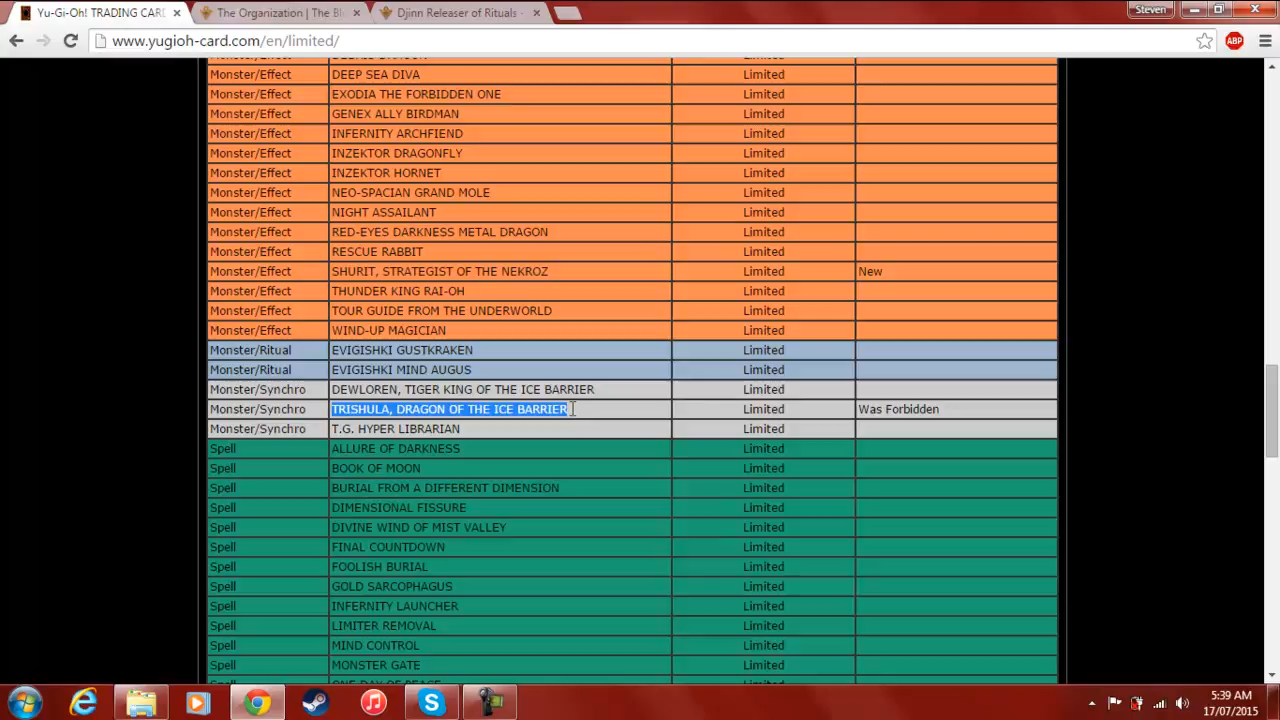 Yu-Gi-Oh! TRADING CARD
The Organization | The Bl
Djinn Releaser of Rituals -
Steven
www.yugioh-card.com/en/limited/
ABP
Monster/Effect DEEP SEA DIVA Limited
Monster/Effect EXODIA THE FORBIDDEN ONE Limited
Monster/Effect GENEX ALLY BIRDMAN Limited
Monster/Effect INFERNITY ARCHFIEND Limited
Monster/Effect INZEKTOR DRAGONFLY Limited
Monster/Effect INZEKTOR HORNET Limited
Monster/Effect NEO-SPACIAN GRAND MOLE Limited
Monster/Effect NIGHT ASSAILANT Limited
Monster/Effect RED-EYES DARKNESS METAL DRAGON Limited
Monster/Effect RESCUE RABBIT Limited
Monster/Effect SHURIT, STRATEGIST OF THE NEKROZ Limited New
Monster/Effect THUNDER KING RAI-OH Limited
Monster/Effect TOUR GUIDE FROM THE UNDERWORLD Limited
Monster/Effect WIND-UP MAGICIAN Limited
Monster/Ritual EVIGISHKI GUSTKRAKEN Limited
Monster/Ritual EVIGISHKI MIND AUGUS Limited
Monster/Synchro DEWLOREN, TIGER KING OF THE ICE BARRIER Limited
Monster/Synchro TRISHULA, DRAGON OF THE ICE BARRIER Limited Was Forbidden
Monster/Synchro T.G. HYPER LIBRARIAN Limited
Spell ALLURE OF DARKNESS Limited
Spell BOOK OF MOON Limited
Spell BURIAL FROM A DIFFERENT DIMENSION Limited
Spell DIMENSIONAL FISSURE Limited
Spell DIVINE WIND OF MIST VALLEY Limited
Spell FINAL COUNTDOWN Limited
Spell FOOLISH BURIAL Limited
Spell GOLD SARCOPHAGUS Limited
Spell INFERNITY LAUNCHER Limited
Spell LIMITER REMOVAL Limited
Spell MIND CONTROL Limited
Spell MONSTER GATE Limited
5:39 AM
17/07/2015